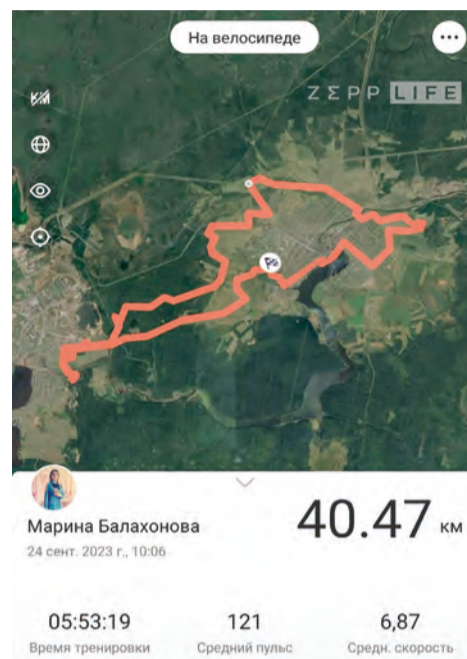 На велосипеде
ZEPP LIFE
КМ
Марина Балахонова
40.47 км
24 сент. 2023 г., 10:06
05:53:19 121 6,87
Время тренировки Средний пульс Средн. скорость